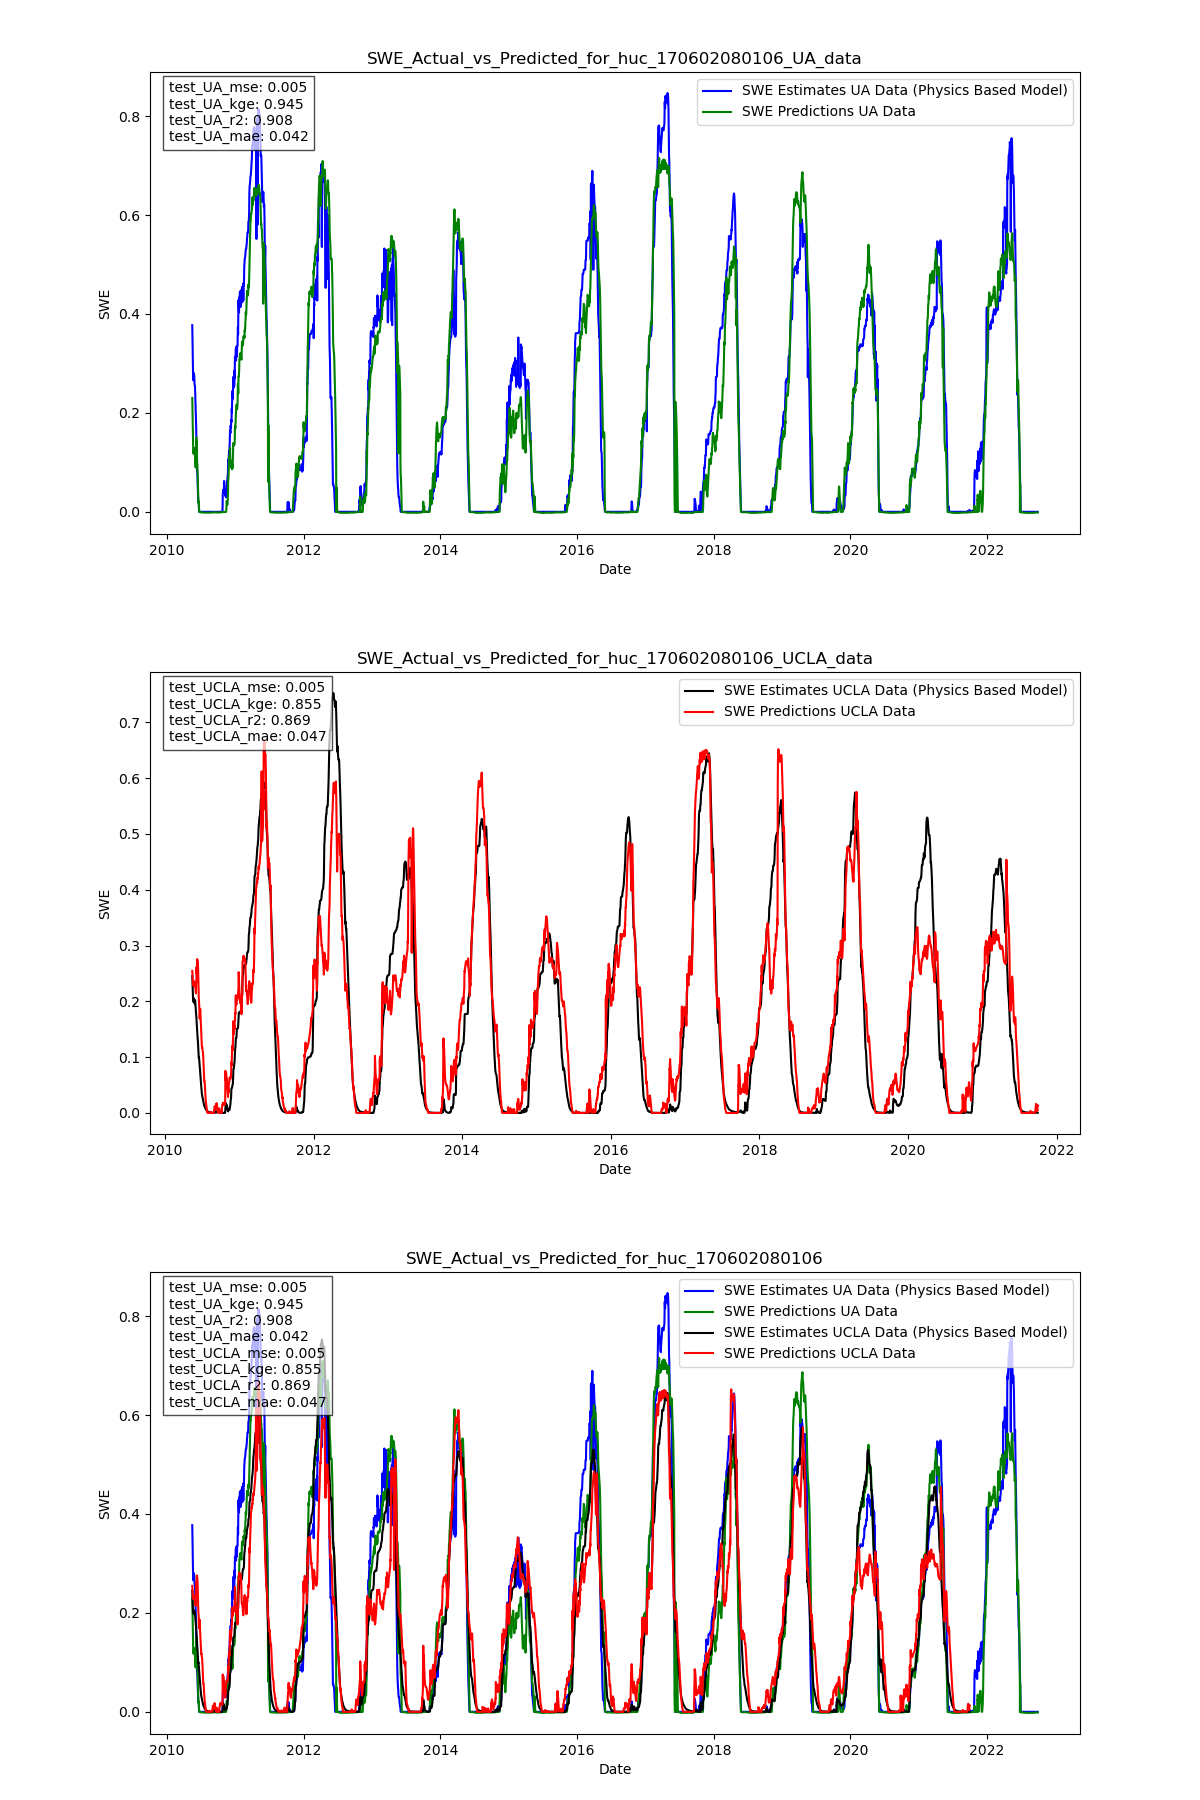 SWE_Actual_vs_Predicted_for_huc_170602080106_UA_data
test_UA_mse: 0.005
test_UA_kge: 0.945
test_UA_r2: 0.908
test_UA_mae: 0.042
SWE Estimates UA Data (Physics Based Model)
SWE Predictions UA Data
0.8
0.6
0.4
0.2
0.0
SWE
2010 2012 2014 2016 2018 2020 2022
Date
SWE_Actual_vs_Predicted_for_huc_170602080106_UCLA_data
test_UCLA_mse: 0.005
test_UCLA_kge: 0.855
test_UCLA_r2: 0.869
test_UCLA_mae: 0.047
SWE Estimates UCLA Data (Physics Based Model)
SWE Predictions UCLA Data
0.7
0.6
0.5
0.4
0.3
0.2
0.1
0.0
SWE
2010 2012 2014 2016 2018 2020 2022
Date
SWE_Actual_vs_Predicted_for_huc_170602080106
test_UA_mse: 0.005
test_UA_kge: 0.945
test_UA_r2: 0.908
test_UA_mae: 0.042
test_UCLA_mse: 0.005
test_UCLA_kge: 0.855
test_UCLA_r2: 0.869
test_UCLA_mae: 0.047
SWE Estimates UA Data (Physics Based Model)
SWE Predictions UA Data
SWE Estimates UCLA Data (Physics Based Model)
SWE Predictions UCLA Data
0.8
0.6
0.4
0.2
0.0
SWE
2010 2012 2014 2016 2018 2020 2022
Date